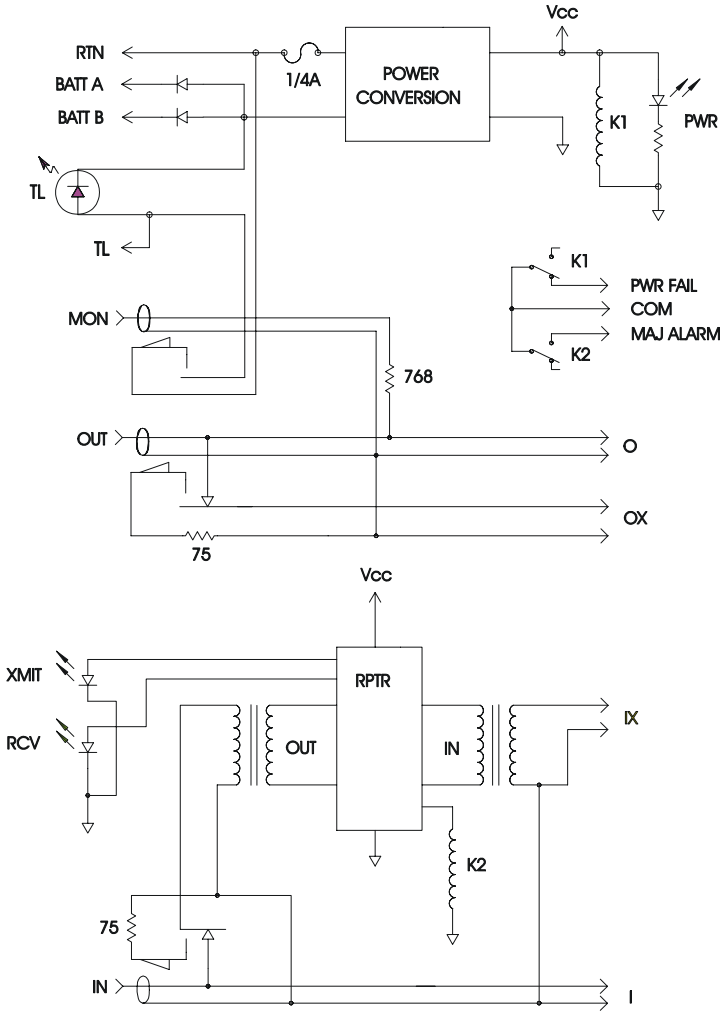 Vcc
RTN
BATT A
BATT B
1/4A
POWER
CONVERSION
K1
PWR
TL
TL
K1
PWR FAIL
COM
MAJ ALARM
K2
MON
768
OUT
O
OX
75
Vcc
XMIT
RPTR
RCV
OUT
IN
IX
K2
75
IN
I